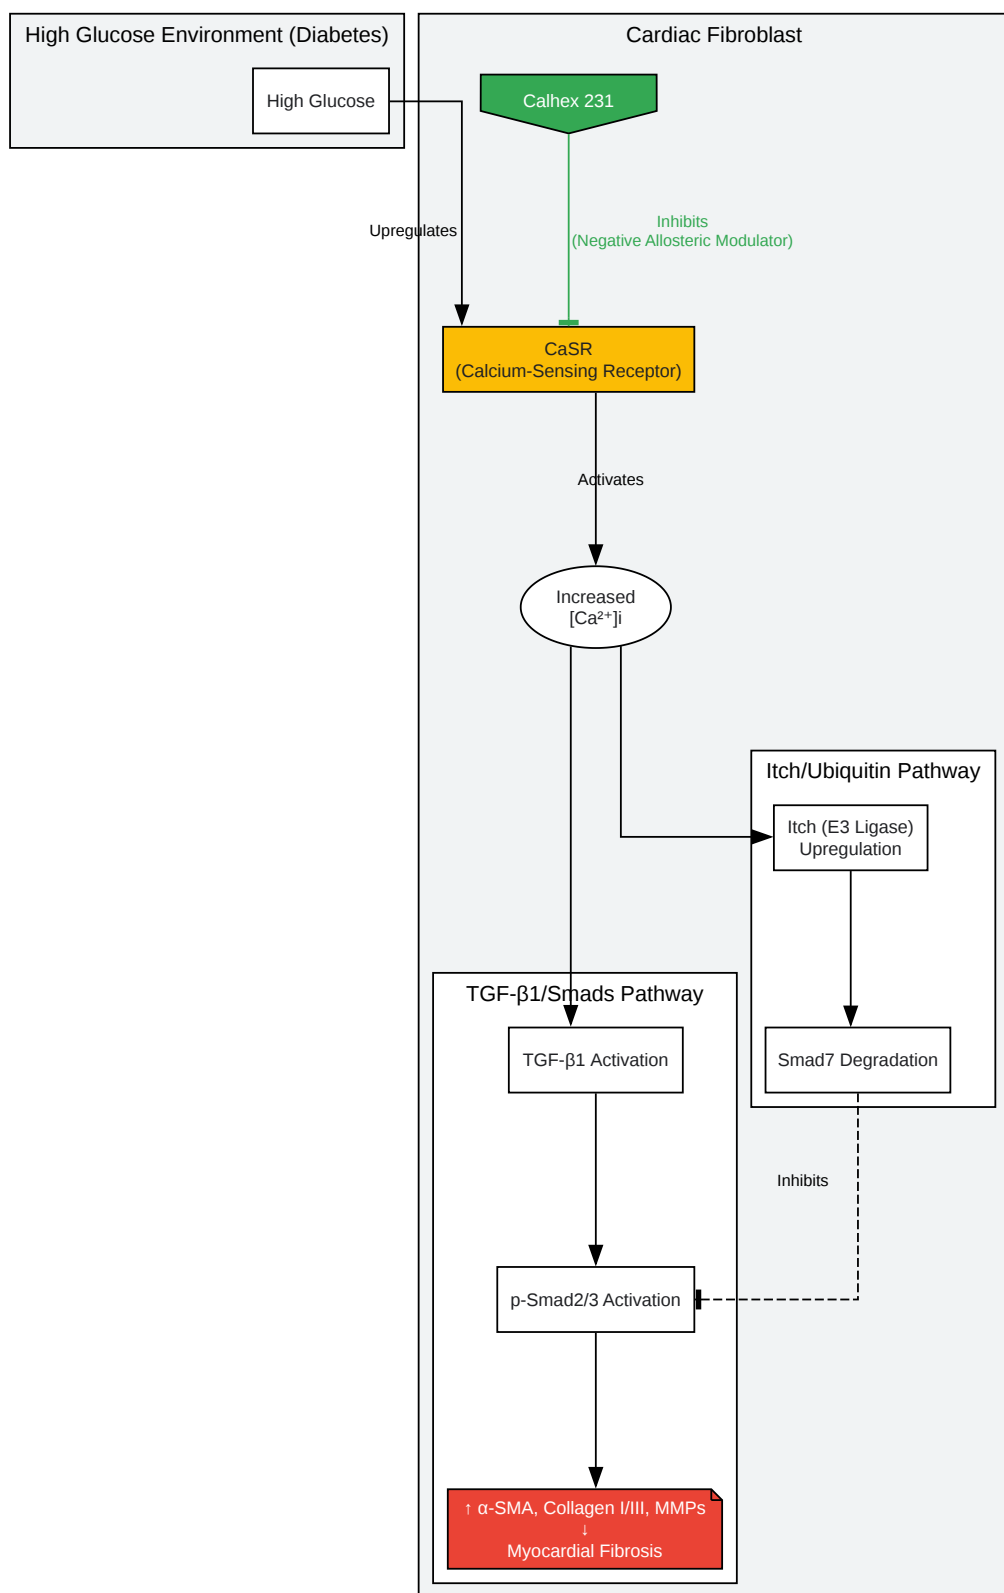 High Glucose Environment (Diabetes)
High Glucose
Cardiac Fibroblast
Calhex 231
Upregulates
Inhibits
(Negative Allosteric Modulator)
CaSR
(Calcium-Sensing Receptor)
Activates
Increased
[Ca²⁺]i
Itch/Ubiquitin Pathway
Itch (E3 Ligase)
Upregulation
Smad7 Degradation
TGF-β1/Smads Pathway
TGF-β1 Activation
Inhibits
p-Smad2/3 Activation
↑ α-SMA, Collagen I/III, MMPs
↓
Myocardial Fibrosis